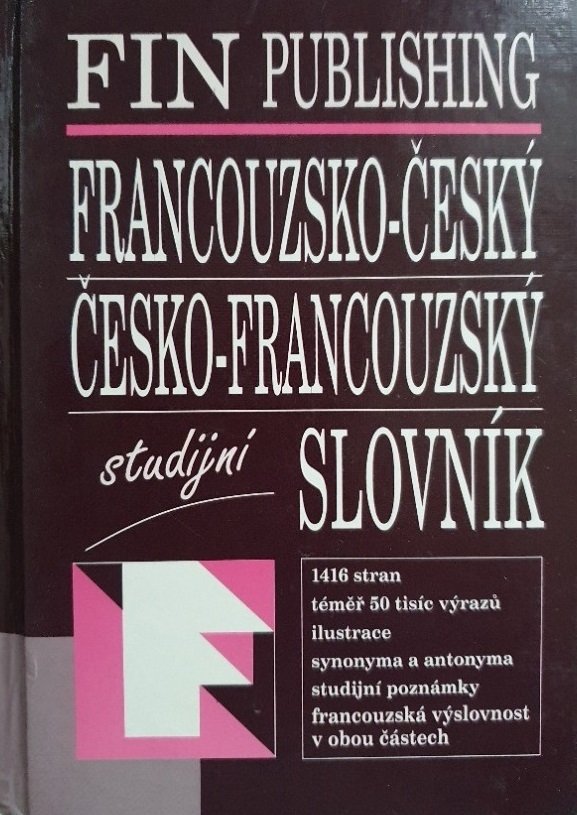 FIN PUBLISHING
FRANCOUZSKO-ČESKÝ
ČESKO-FRANCOUZSKÝ
studijní SLOVNÍK
1416 stran
téměř 50 tisíc výrazů
ilustrace
synonyma a antonyma
studijní poznámky
francouzská výslovnost
v obou částech